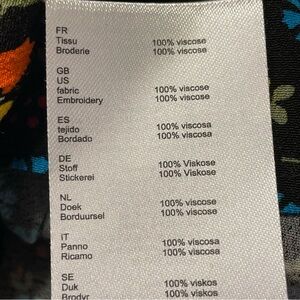 FR
Tissu 100% viscose
Broderie 100% viscose
GB
US
fabric 100% viscose
Embroidery 100% viscose
ES
tejido 100% viscosa
Bordado 100% viscosa
DE
Stoff 100% Viskose
Stickerei 100% Viskose
NL
Doek 100% viscose
Borduursel 100% viscose
IT
Panno 100% viscosa
Ricamo 100% viscosa
SE
Duk 100% viskos
Brodyr 100% viskos